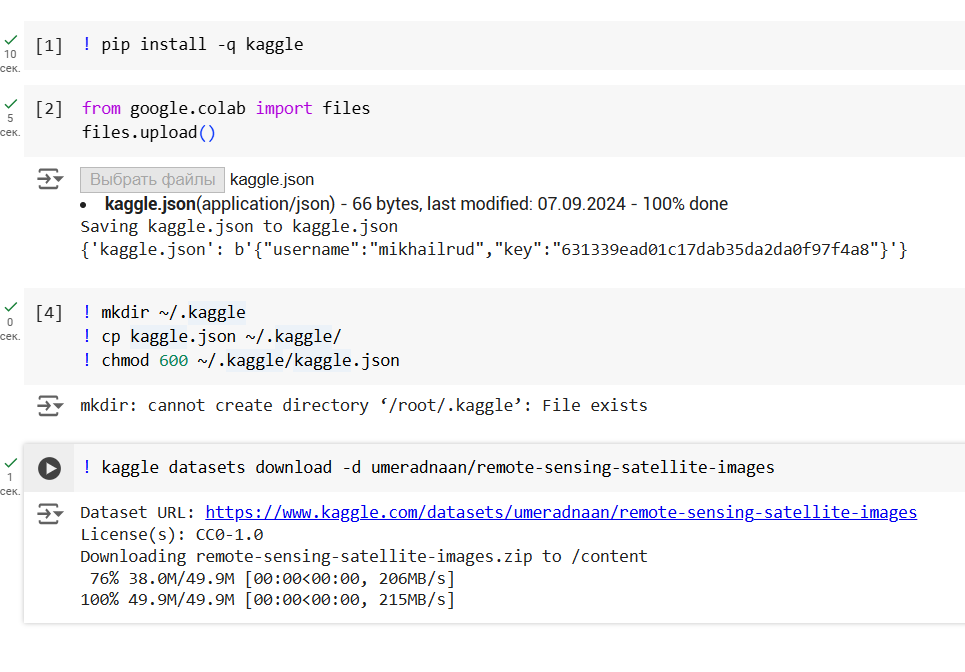 10
сек.
[1] ! pip install -q kaggle
5
сек.
[2] from google.colab import files
files.upload()
Выбрать файлы kaggle.json
• kaggle.json(application/json) - 66 bytes, last modified: 07.09.2024 - 100% done
Saving kaggle.json to kaggle.json
{'kaggle.json': b'{"username":"mikhailrud","key":"631339ead01c17dab35da2da0f97f4a8"}'}
0
сек.
[4] ! mkdir ~/.kaggle
! cp kaggle.json ~/.kaggle/
! chmod 600 ~/.kaggle/kaggle.json
mkdir: cannot create directory ‘/root/.kaggle’: File exists
1
сек.
! kaggle datasets download -d umeradnaan/remote-sensing-satellite-images
Dataset URL: https://www.kaggle.com/datasets/umeradnaan/remote-sensing-satellite-images
License(s): CC0-1.0
Downloading remote-sensing-satellite-images.zip to /content
76% 38.0M/49.9M [00:00<00:00, 206MB/s]
100% 49.9M/49.9M [00:00<00:00, 215MB/s]